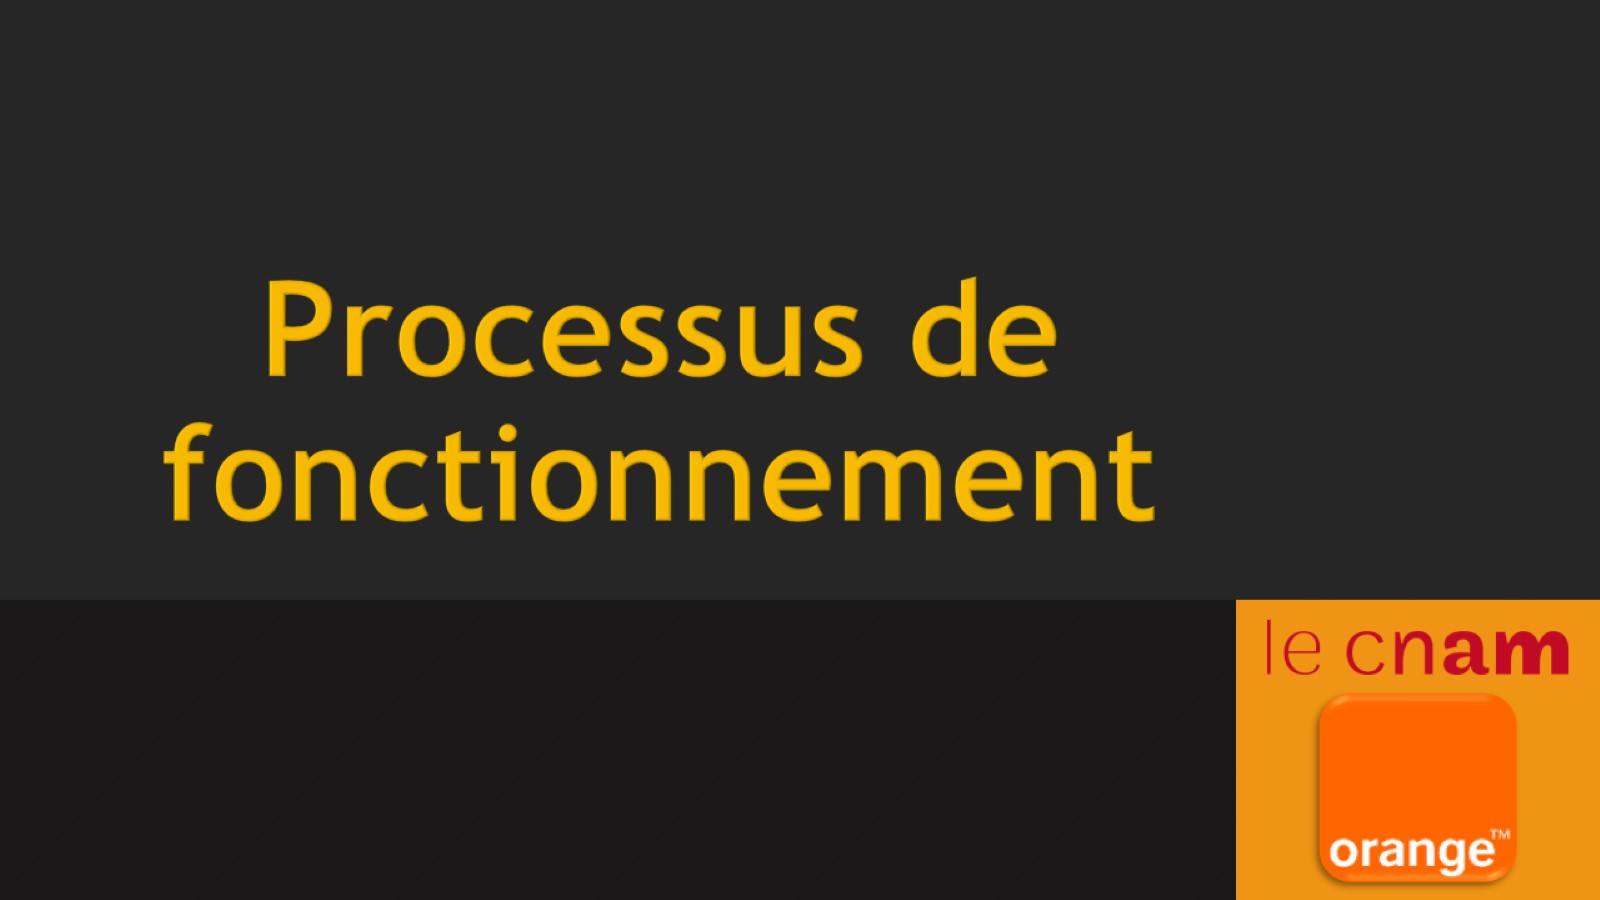 Processus de
fonctionnement
le cnam
orange™